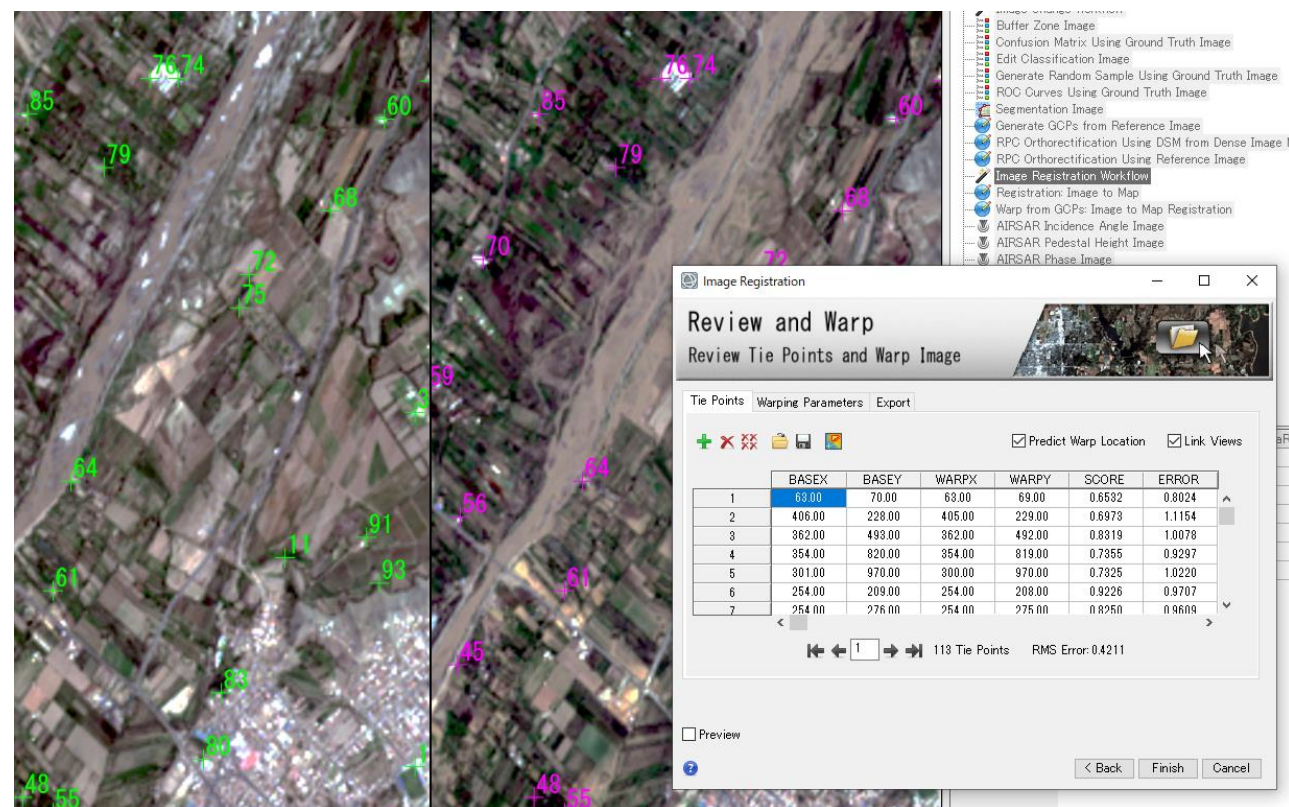 76 74
85
60
79
68
72
75
64
91
11
93
61
83
80
48
55
76 74
85
60
79
68
70
72
59
64
56
61
45
48
55
Buffer Zone Image
Confusion Matrix Using Ground Truth Image
Edit Classification Image
Generate Random Sample Using Ground Truth Image
ROC Curves Using Ground Truth Image
Segmentation Image
Generate GCPs from Reference Image
RPC Orthorectification Using DSM from Dense Image
RPC Orthorectification Using Reference Image
Image Registration Workflow
Registration: Image to Map
Warp from GCPs: Image to Map Registration
AIRSAR Incidence Angle Image
AIRSAR Pedestal Height Image
AIRSAR Phase Image
Image Registration
Review and Warp
Review Tie Points and Warp Image
Tie Points Warping Parameters Export
Predict Warp Location Link Views
BASEX BASEY WARPX WARPY SCORE ERROR
1 63.00 70.00 63.00 69.00 0.6532 0.8024
2 406.00 228.00 405.00 229.00 0.6973 1.1154
3 362.00 493.00 362.00 492.00 0.8319 1.0078
4 354.00 820.00 354.00 819.00 0.7355 0.9297
5 301.00 970.00 300.00 970.00 0.7325 1.0220
6 254.00 209.00 254.00 208.00 0.9226 0.9707
7 254.00 276.00 254.00 275.00 0.8250 0.9609
1 113 Tie Points RMS Error: 0.4211
Preview
< Back Finish Cancel